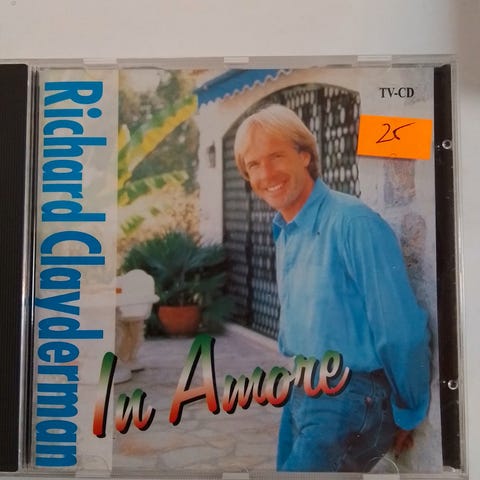 Richard Clayderman
TV-CD
25
In Amore